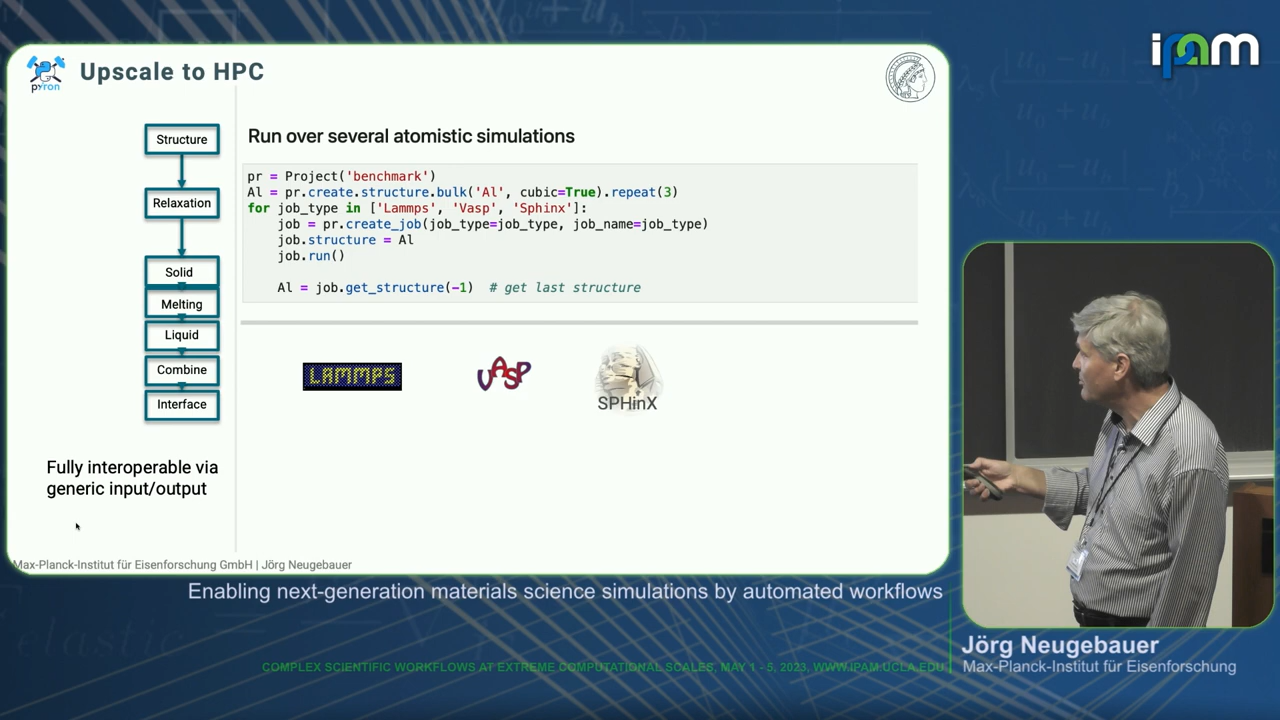 ipam
pyron
Upscale to HPC
Structure
Relaxation
Solid
Melting
Liquid
Combine
Interface
Fully interoperable via
generic input/output
Run over several atomistic simulations
pr = Project('benchmark')
Al = pr.create.structure.bulk('Al', cubic=True).repeat(3)
for job_type in ['Lammps', 'Vasp', 'Sphinx']:
    job = pr.create_job(job_type=job_type, job_name=job_type)
    job.structure = Al
    job.run()
    Al = job.get_structure(-1)  # get last structure
LAMMPS
VASP
SPHinX
Max-Planck-Institut für Eisenforschung GmbH | Jörg Neugebauer
Enabling next-generation materials science simulations by automated workflows
Jörg Neugebauer
Max-Planck-Institut für Eisenforschung
COMPLEX SCIENTIFIC WORKFLOWS AT EXTREME COMPUTATIONAL SCALES, MAY 1 - 5, 2023, WWW.IPAM.UCLA.EDU
elastic